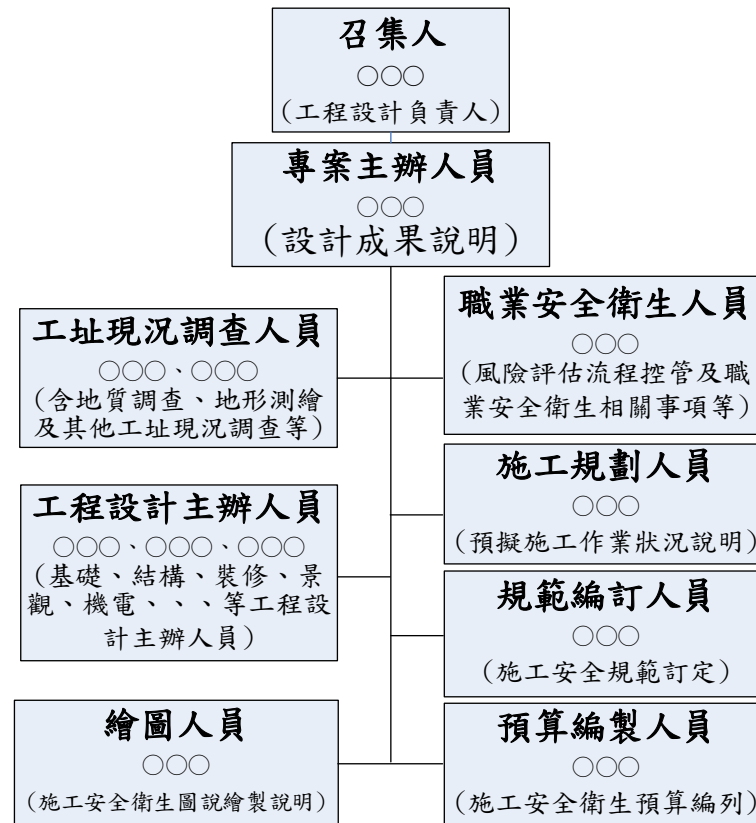 召集人
○○○
（工程設計負責人）
專案主辦人員
○○○
（設計成果說明）
工址現況調查人員
○○○、○○○
（含地質調查、地形測繪
及其他工址現況調查等）
職業安全衛生人員
○○○
（風險評估流程控管及職
業安全衛生相關事項等）
工程設計主辦人員
○○○、○○○、○○○
（基礎、結構、裝修、景
觀、機電、、、等工程設
計主辦人員）
施工規劃人員
○○○
（預擬施工作業狀況說明）
規範編訂人員
○○○
（施工安全規範訂定）
繪圖人員
○○○
（施工安全衛生圖說繪製說明）
預算編製人員
○○○
（施工安全衛生預算編列）